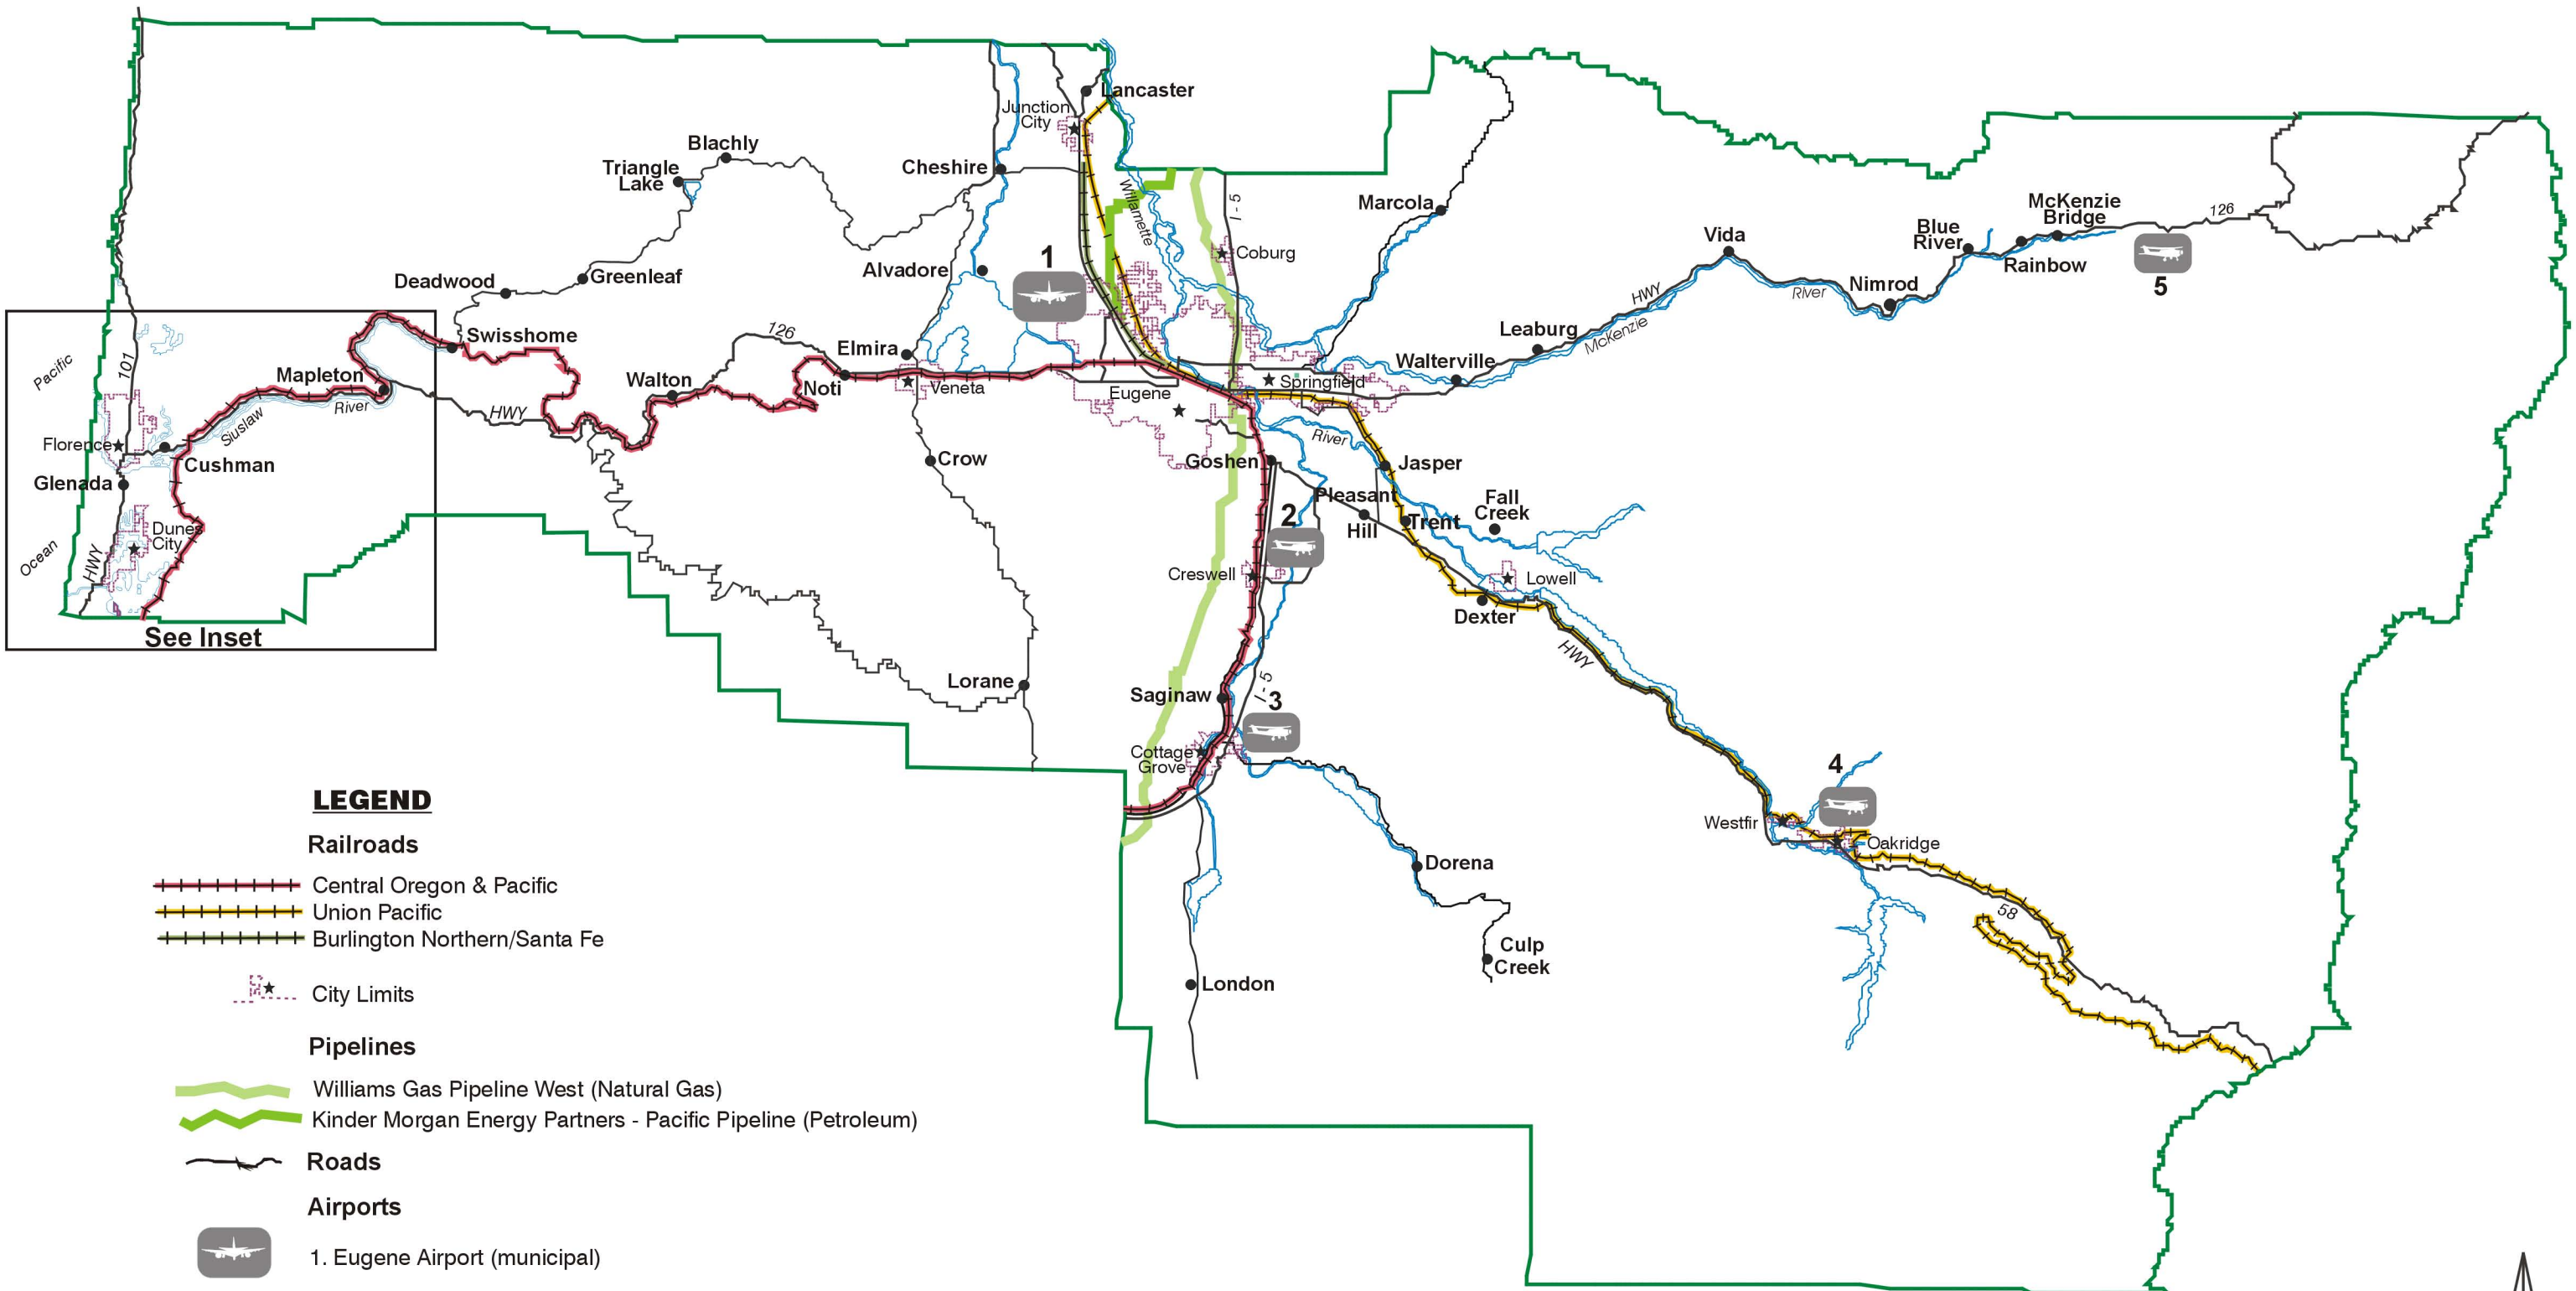 Lancaster
Junction
City
Blachly
Triangle
Lake
Cheshire
Willamette
I - 5
Marcola
McKenzie
Bridge
126
Blue
River
Rainbow
5
Vida
Coburg
Alvadore
1
Greenleaf
Deadwood
Nimrod
River
HWY
McKenzie
Leaburg
Walterville
Swisshome
126
Elmira
Pacific
101
Mapleton
Walton
Noti
Veneta
Eugene
Springfield
HWY
Siuslaw
River
Florence
Cushman
Glenada
Crow
Goshen
River
Jasper
Pleasant
Hill
Trent
Fall
Creek
2
Dunes
City
Ocean
HWY
Creswell
Lowell
Dexter
See Inset
HWY
Lorane
Saginaw
I - 5
3
Cottage
Grove
4
Westfir
Oakridge
58
Dorena
Culp
Creek
London
LEGEND
Railroads
Central Oregon & Pacific
Union Pacific
Burlington Northern/Santa Fe
City Limits
Pipelines
Williams Gas Pipeline West (Natural Gas)
Kinder Morgan Energy Partners - Pacific Pipeline (Petroleum)
Roads
Airports
1. Eugene Airport (municipal)